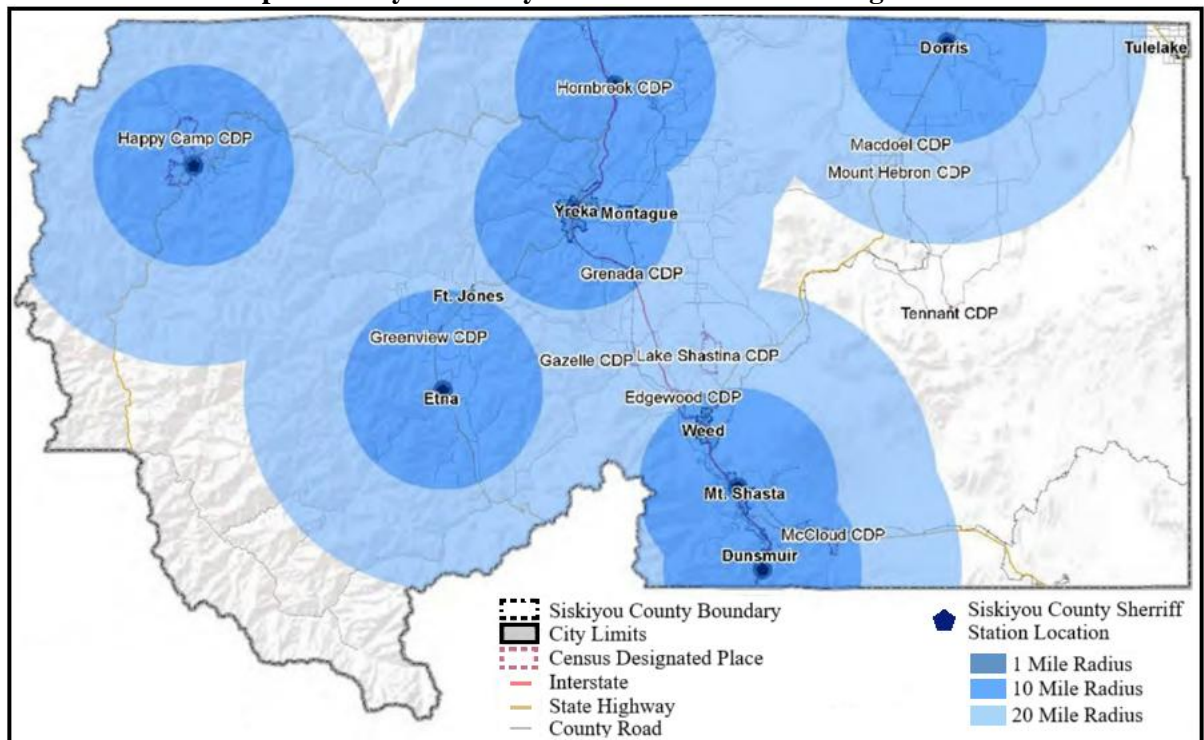 Dorris
Tulelake
Hornbrook CDP
Happy Camp CDP
Macdoel CDP
Mount Hebron CDP
Yreka Montague
Grenada CDP
Ft. Jones
Tennant CDP
Greenview CDP
Gazelle CDP
Lake Shastina CDP
Etna
Edgewood CDP
Weed
Mt. Shasta
McCloud CDP
Dunsmuir
Siskiyou County Boundary
City Limits
Census Designated Place
Interstate
State Highway
County Road
Siskiyou County Sherriff
Station Location
1 Mile Radius
10 Mile Radius
20 Mile Radius